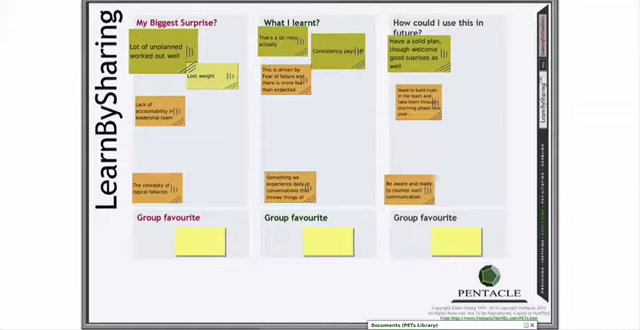 LearnBySharing
My Biggest Surprise?
What I learnt?
How could I use this in
future?
Lot of unplanned
worked out well
Lost weight
Lack of
accountability in
leadership team
The concepty of
logical fallacies
That's a lot
actually
Consistency pays
This is driven by
Fear of failure and
there is more fear
than expected
Something we
experience daily in
conversations
throws things of
Have a solid plan,
though welcome
good suprises as
well
Need to build trust
in the team and
take them through
storming phase next
year...
Be aware and ready
to counter such
communication
Group favourite
Group favourite
Group favourite
PENTACLE
Documents (PETs Library)